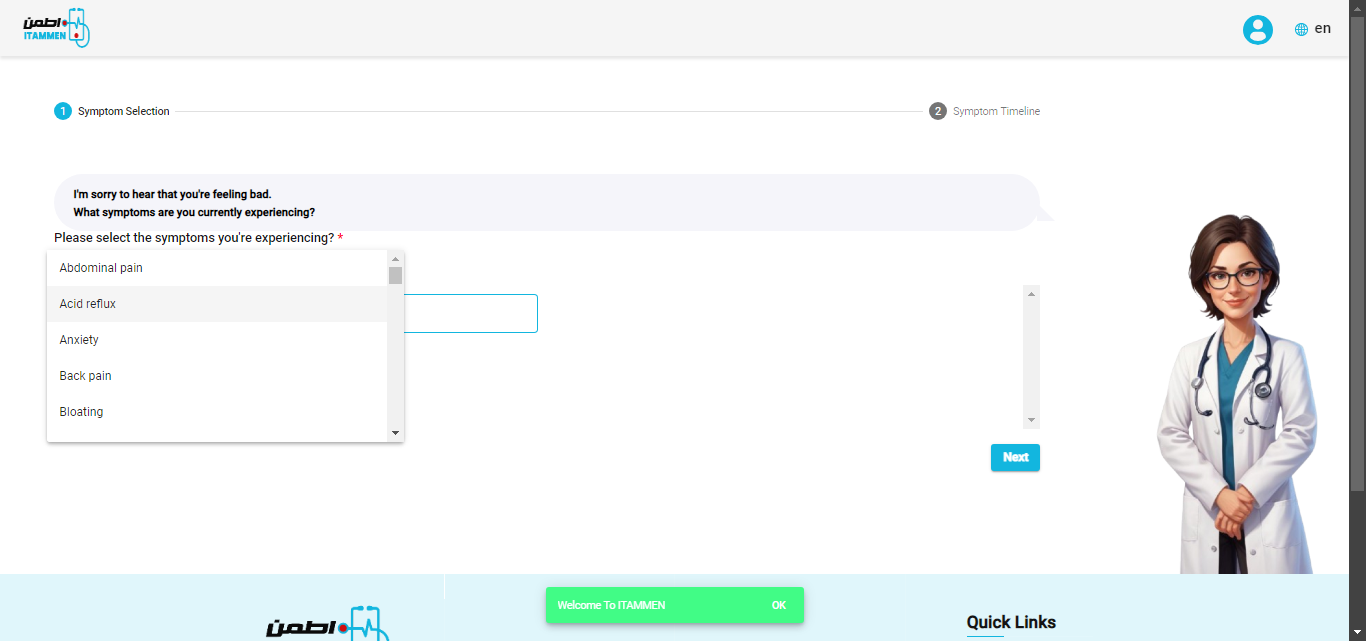 اطمن
ITAMMEN
en
1 Symptom Selection
2 Symptom Timeline
I'm sorry to hear that you're feeling bad.
What symptoms are you currently experiencing?
Please select the symptoms you're experiencing? *
Abdominal pain
Acid reflux
Anxiety
Back pain
Bloating
Next
Welcome To ITAMMEN OK
اطمن
Quick Links